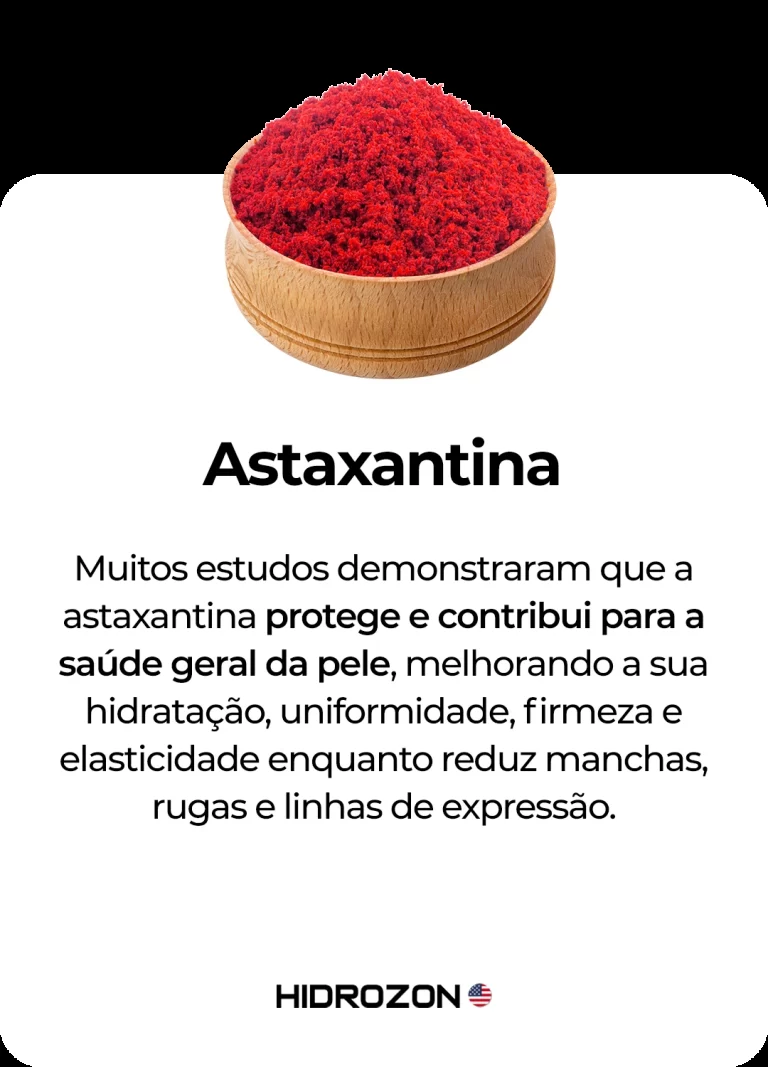 Astaxantina
Muitos estudos demonstraram que a
astaxantina protege e contribui para a
saúde geral da pele, melhorando a sua
hidratação, uniformidade, firmeza e
elasticidade enquanto reduz manchas,
rugas e linhas de expressão.
HIDROZON